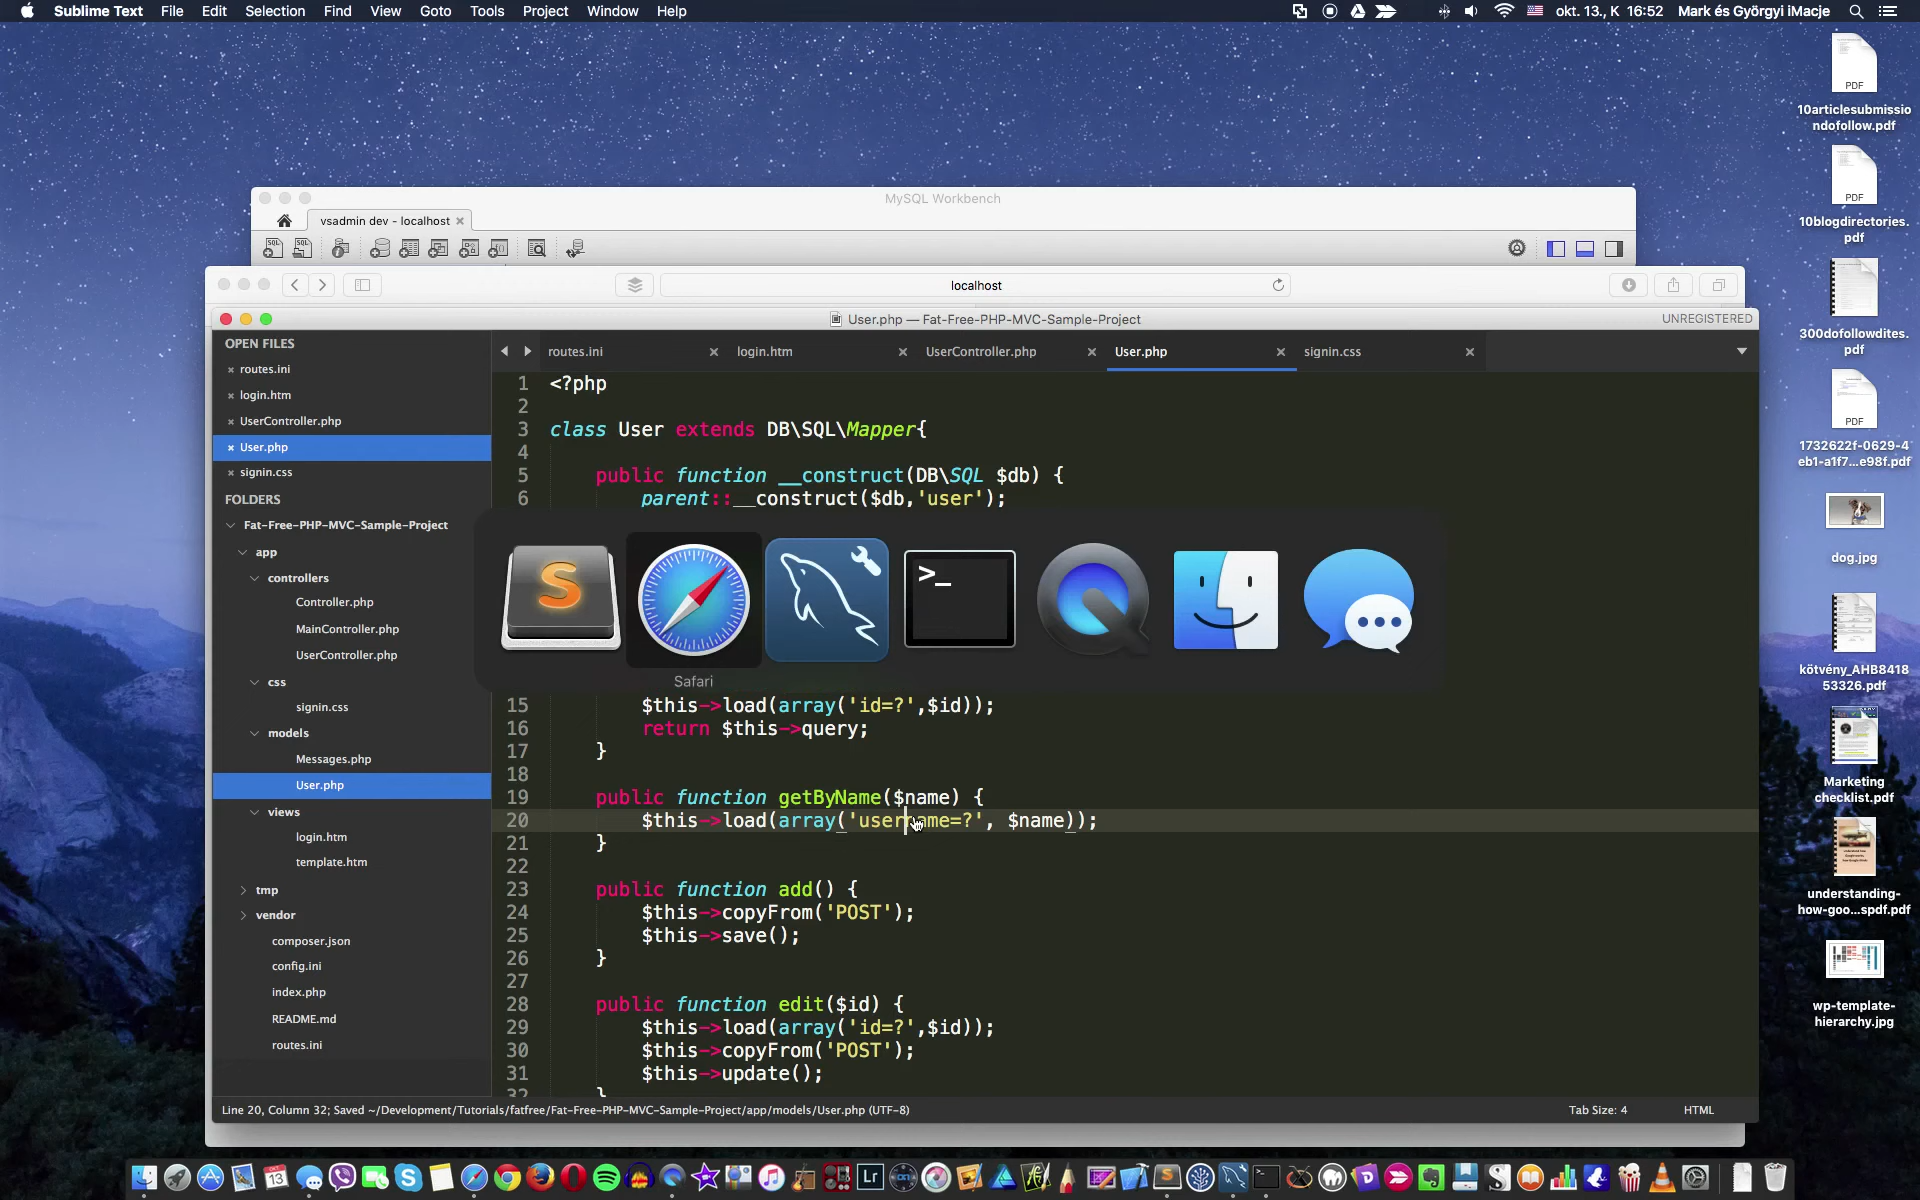 Sublime Text File Edit Selection Find View Goto Tools Project Window Help okt. 13., K 16:52 Mark és Györgyi iMacje
PDF
10articlesubmissio
ndofollow.pdf
PDF
10blogdirectories.
pdf
300dofollowdites.
pdf
PDF
1732622f-0629-4
eb1-a1f7...e98f.pdf
dog.jpg
kötvény_AHB8418
53326.pdf
Marketing
checklist.pdf
understanding-
how-goo...spdf.pdf
wp-template-
hierarchy.jpg
MySQL Workbench
vsadmin dev - localhost
localhost
User.php — Fat-Free-PHP-MVC-Sample-Project UNREGISTERED
OPEN FILES
routes.ini
login.htm
UserController.php
User.php
signin.css
FOLDERS
Fat-Free-PHP-MVC-Sample-Project
app
controllers
Controller.php
MainController.php
UserController.php
css
signin.css
models
Messages.php
User.php
views
login.htm
template.htm
tmp
vendor
composer.json
config.ini
index.php
README.md
routes.ini
routes.ini login.htm UserController.php User.php signin.css
1 <?php
2
3 class User extends DB\SQL\Mapper{
4
5 public function __construct(DB\SQL $db) {
6 parent::__construct($db,'user');
Safari
15 $this->load(array('id=?',$id));
16 return $this->query;
17 }
18
19 public function getByName($name) {
20 $this->load(array('username=?', $name));
21 }
22
23 public function add() {
24 $this->copyFrom('POST');
25 $this->save();
26 }
27
28 public function edit($id) {
29 $this->load(array('id=?',$id));
30 $this->copyFrom('POST');
31 $this->update();
32 }
Line 20, Column 32; Saved ~/Development/Tutorials/fatfree/Fat-Free-PHP-MVC-Sample-Project/app/models/User.php (UTF-8) Tab Size: 4 HTML